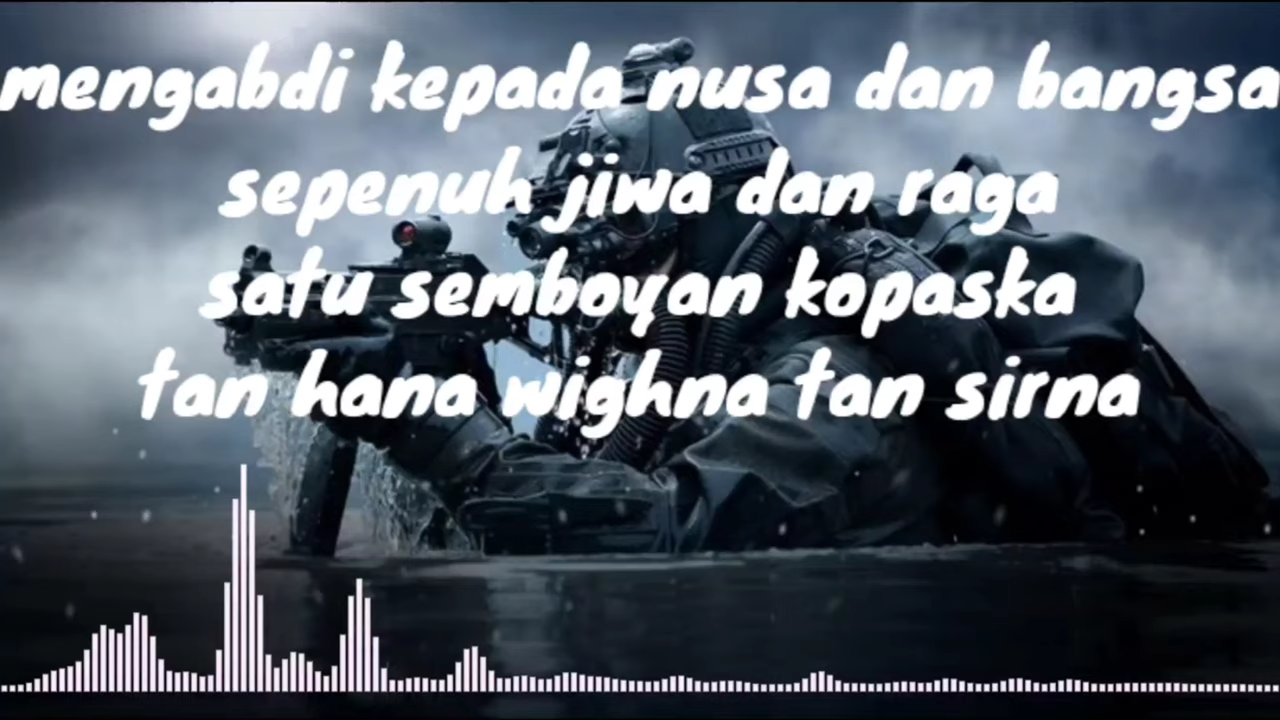 mengabdi kepada nusa dan bangsa
sepenuh jiwa dan raga
satu semboyan kopaska
tan hana wighna tan sirna